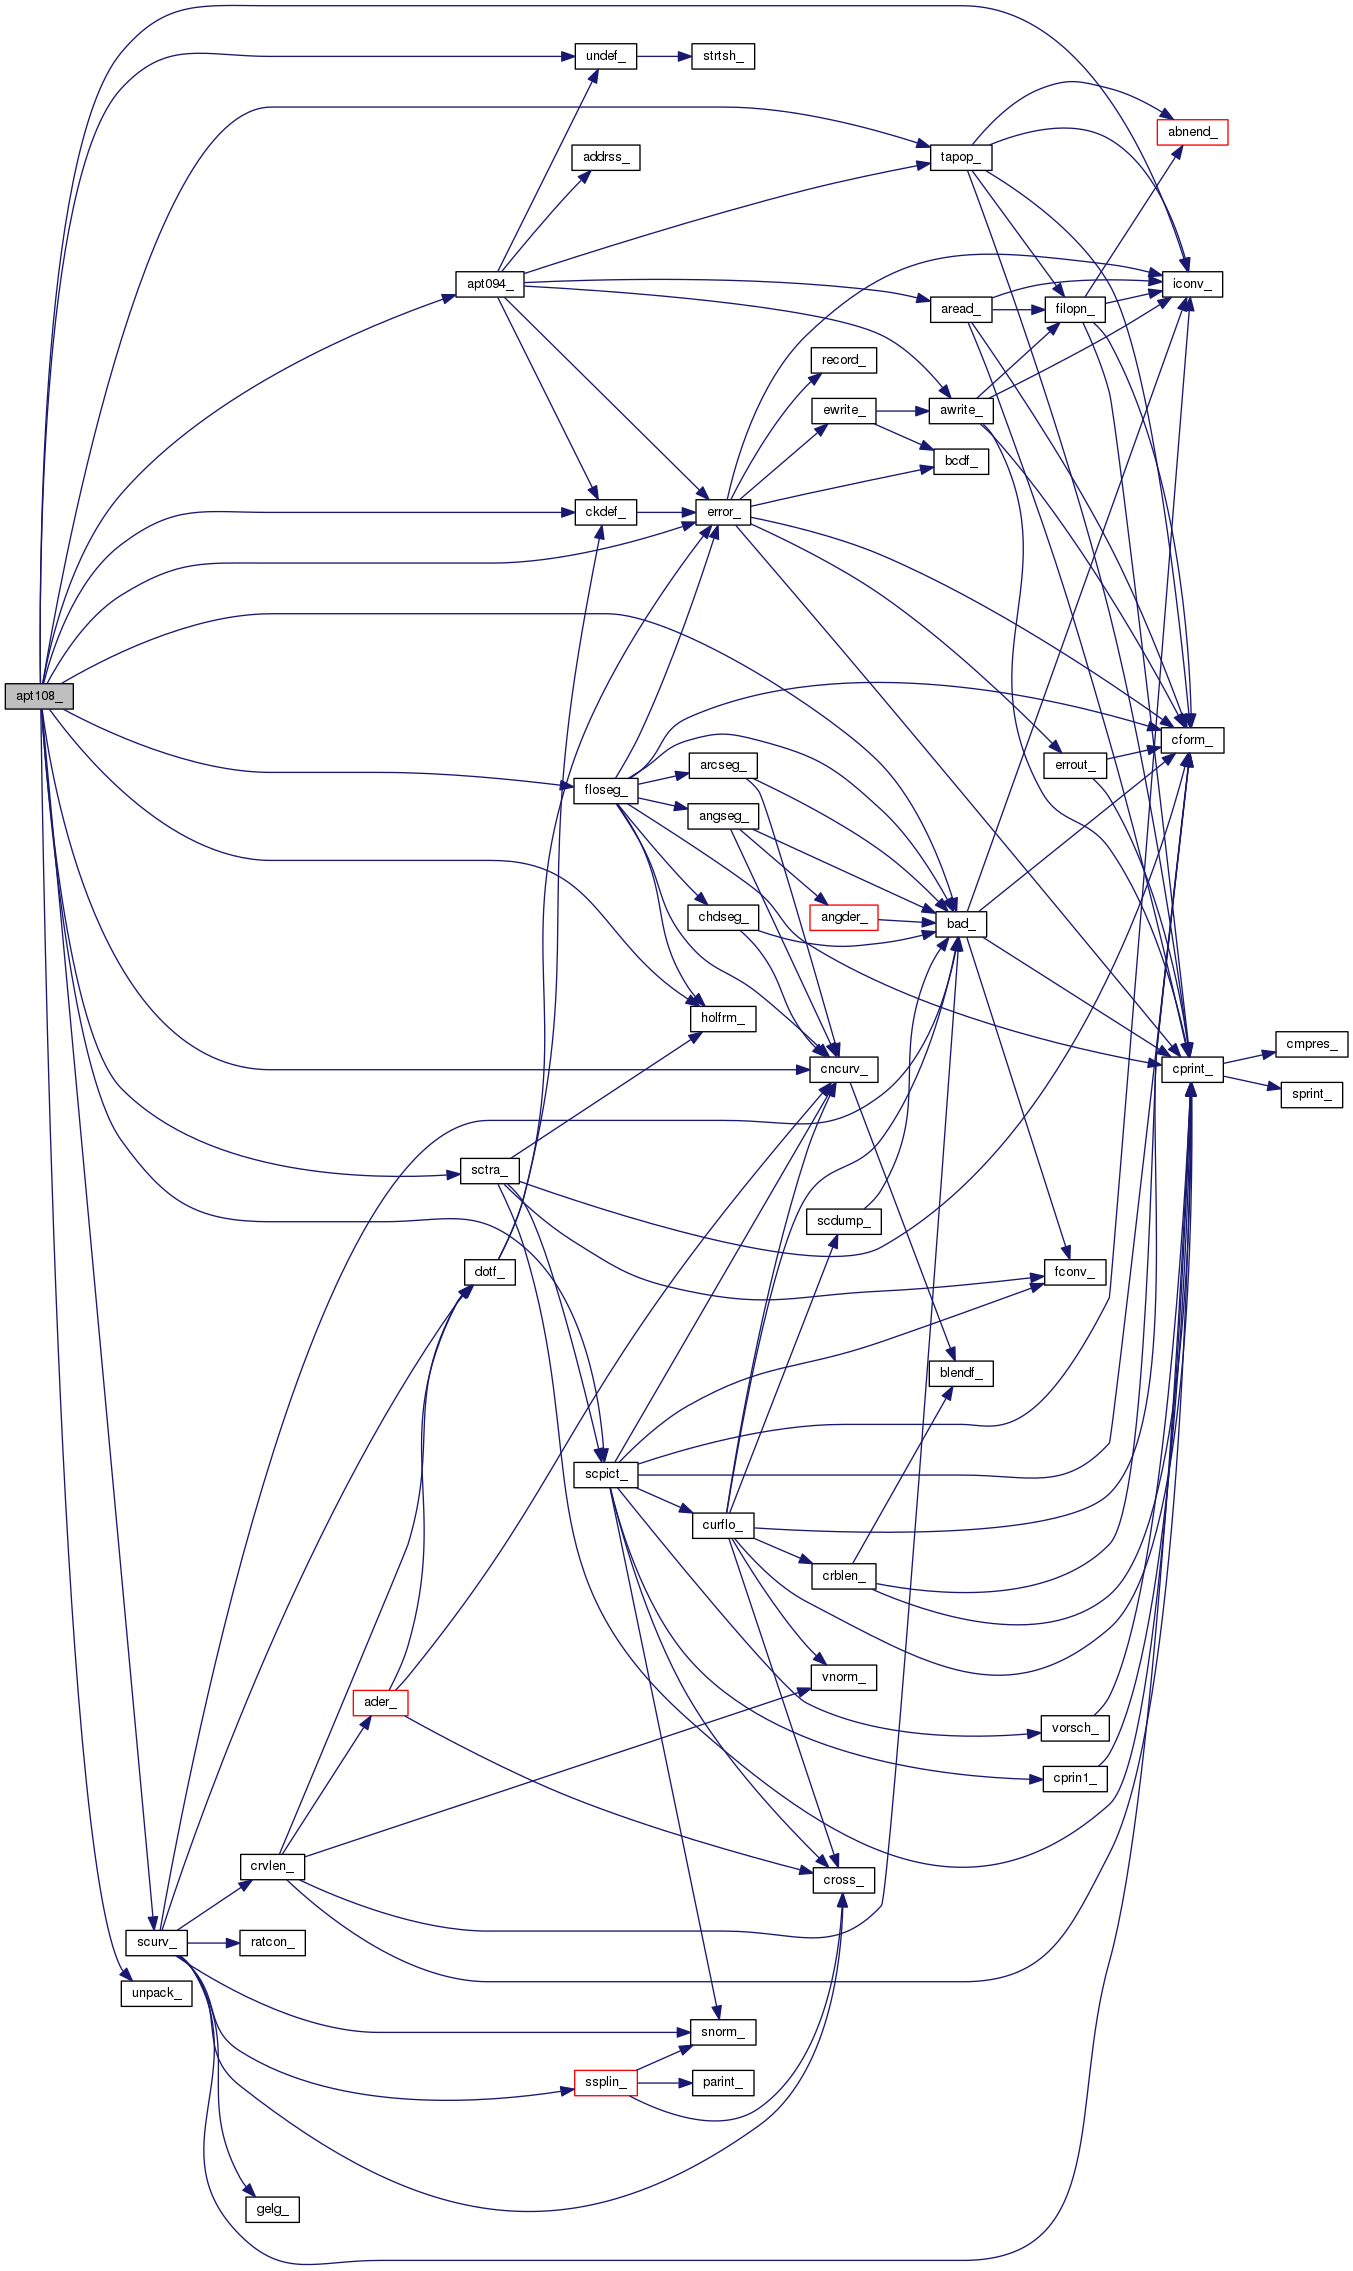 undef_
strtsh_
abnend_
addrss_
tapop_
apt094_
iconv_
aread_
filopn_
record_
ewrite_
awrite_
bcdf_
ckdef_
error_
apt108_
cform_
arcseg_
errout_
floseg_
angseg_
chdseg_
angder_
bad_
holfrm_
cmpres_
cncurv_
cprint_
sprint_
sctra_
scdump_
dotf_
fconv_
blendf_
scpict_
curflo_
crblen_
vnorm_
ader_
vorsch_
cprin1_
crvlen_
cross_
scurv_
ratcon_
unpack_
snorm_
ssplin_
parint_
gelg_